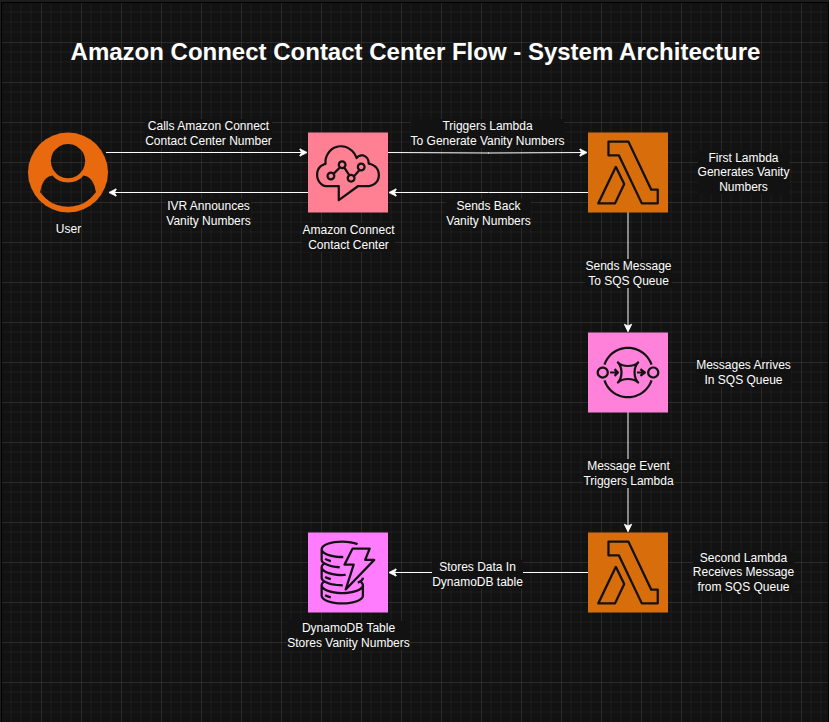 Amazon Connect Contact Center Flow - System Architecture
Calls Amazon Connect
Contact Center Number
Triggers Lambda
To Generate Vanity Numbers
First Lambda
Generates Vanity
Numbers
IVR Announces
Vanity Numbers
Sends Back
Vanity Numbers
User
Amazon Connect
Contact Center
Sends Message
To SQS Queue
Messages Arrives
In SQS Queue
Message Event
Triggers Lambda
Stores Data In
DynamoDB table
Second Lambda
Receives Message
from SQS Queue
DynamoDB Table
Stores Vanity Numbers